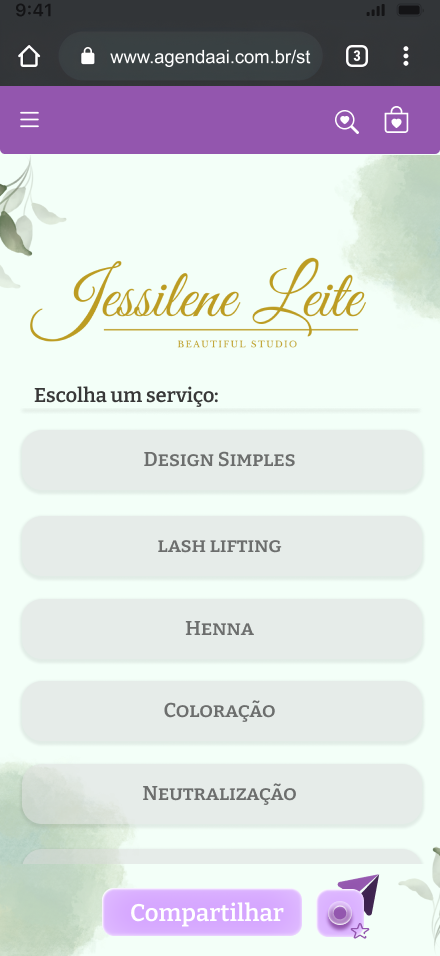 9:41
www.agendaai.com.br/st
3
Jessilene Leite
BEAUTIFUL STUDIO
Escolha um serviço:
Design Simples
lash lifting
Henna
Coloração
Neutralização
Compartilhar